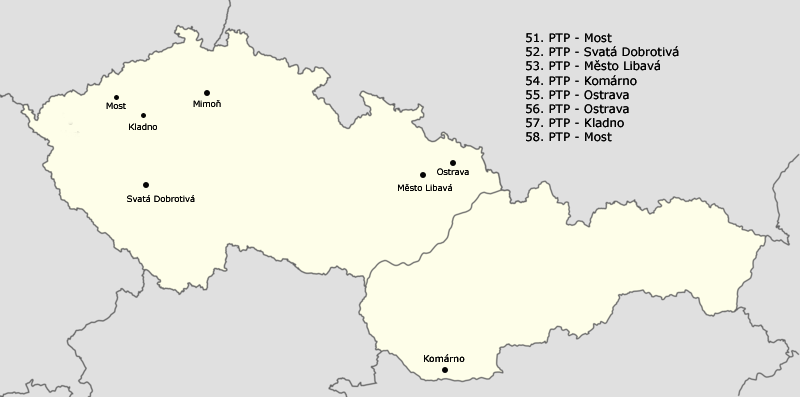 51. PTP - Most
52. PTP - Svatá Dobrotivá
53. PTP - Město Libavá
54. PTP - Komárno
55. PTP - Ostrava
56. PTP - Ostrava
57. PTP - Kladno
58. PTP - Most
Most
Mimoň
Kladno
Ostrava
Město Libavá
Svatá Dobrotivá
Komárno